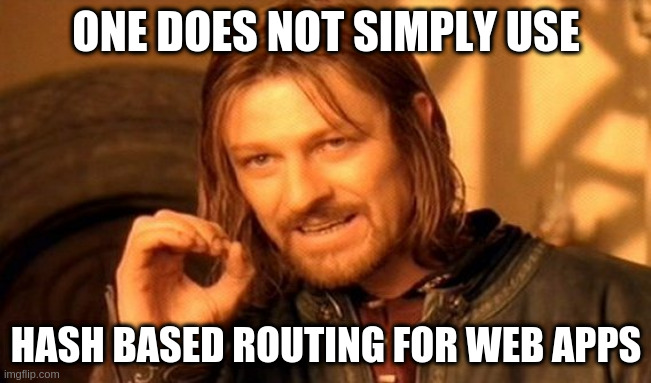 ONE DOES NOT SIMPLY USE
HASH BASED ROUTING FOR WEB APPS
imgflip.com